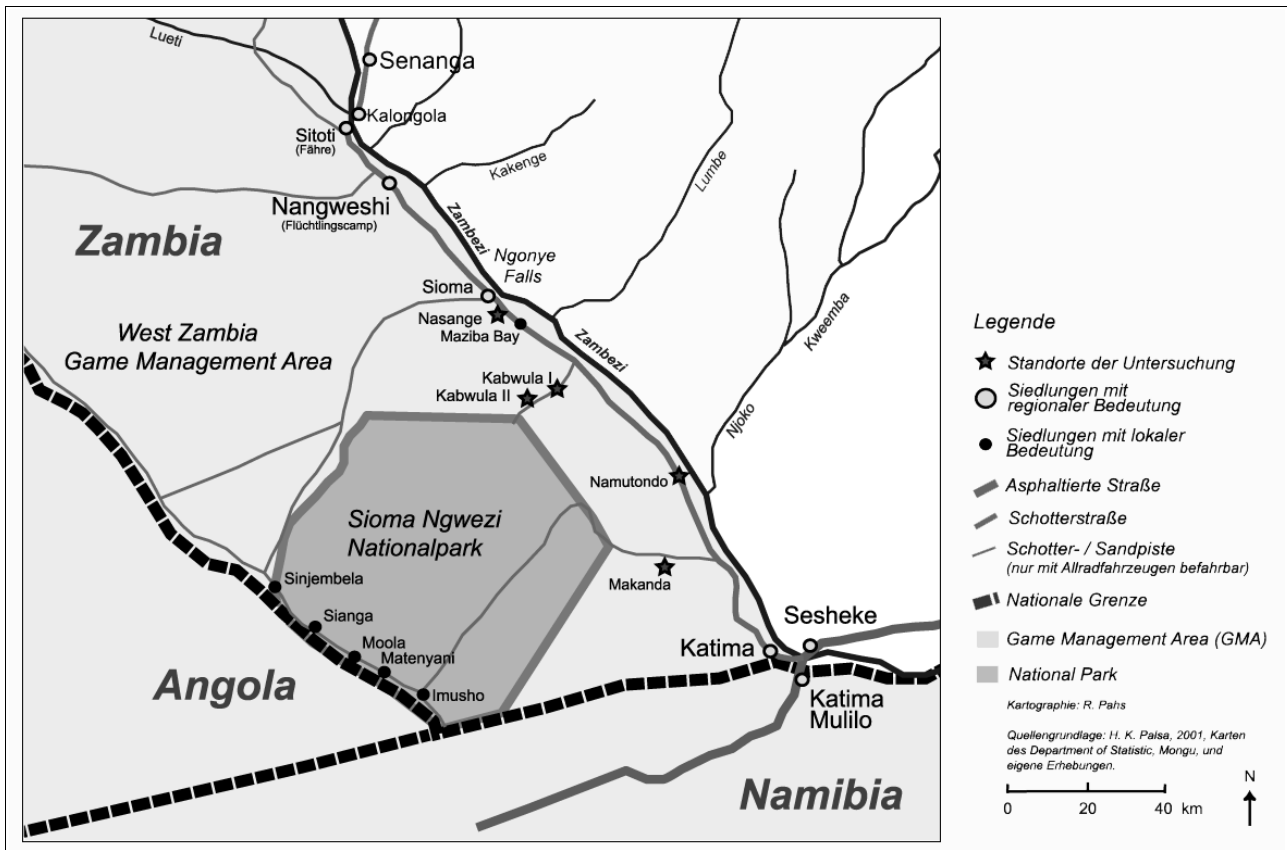 Lueti
Senanga
Kalongola
Sitoti
(Fähre)
Kakenge
Lumbe
Nangweshi
(Flüchtlingscamp)
Zambezi
Zambia
Ngonye
Falls
Sioma
Nasange
Maziba Bay
Zambezi
Kweemba
West Zambia
Game Management Area
Kabwula I
Kabwula II
Njoko
Namutondo
Sioma Ngwezi
Nationalpark
Makanda
Sinjembela
Sianga
Moola
Matenyani
Imusho
Sesheke
Katima
Katima
Mulilo
Angola
Namibia
Legende
Standorte der Untersuchung
Siedlungen mit
regionaler Bedeutung
Siedlungen mit lokaler
Bedeutung
Asphaltierte Straße
Schotterstraße
Schotter- / Sandpiste
(nur mit Allradfahrzeugen befahrbar)
Nationale Grenze
Game Management Area (GMA)
National Park
Kartographie: R. Pahs
Quellengrundlage: H. K. Palsa, 2001, Karten
des Department of Statistic, Mongu, und
eigene Erhebungen.
0 20 40 km
N